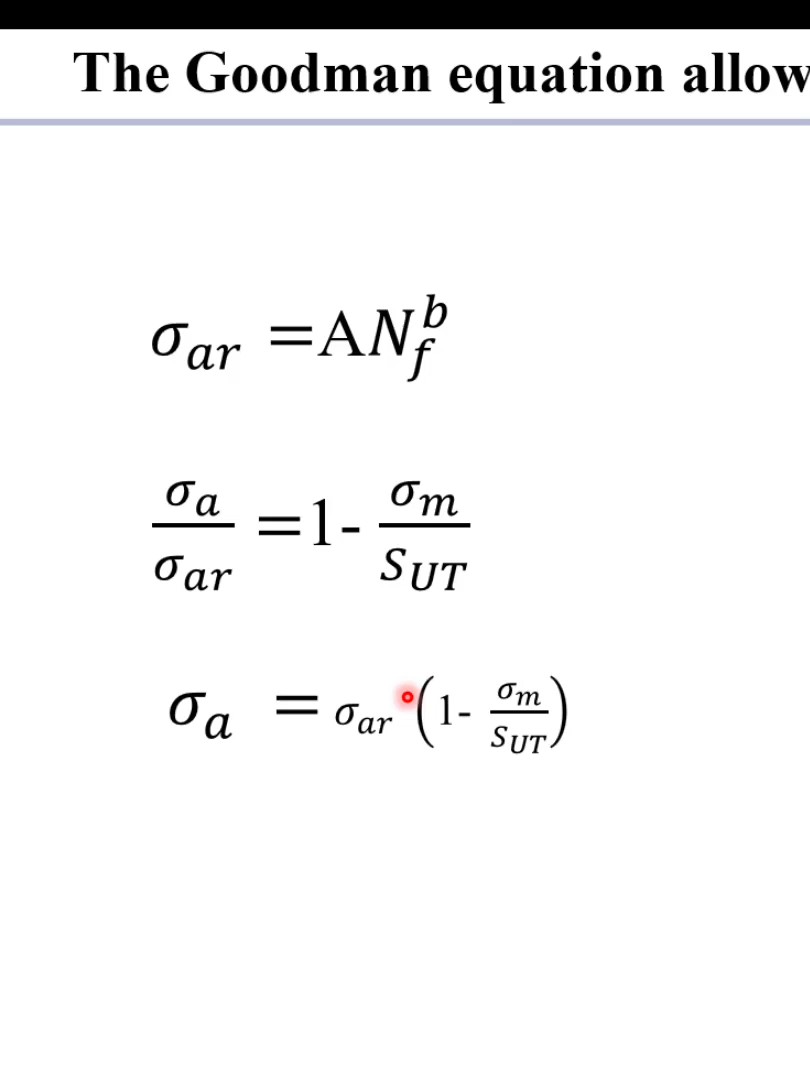 The Goodman equation allow
σ_ar =AN_f^b
σ_a/σ_ar =1- σ_m/S_UT
σ_a = σ_ar (1- σ_m/S_UT)